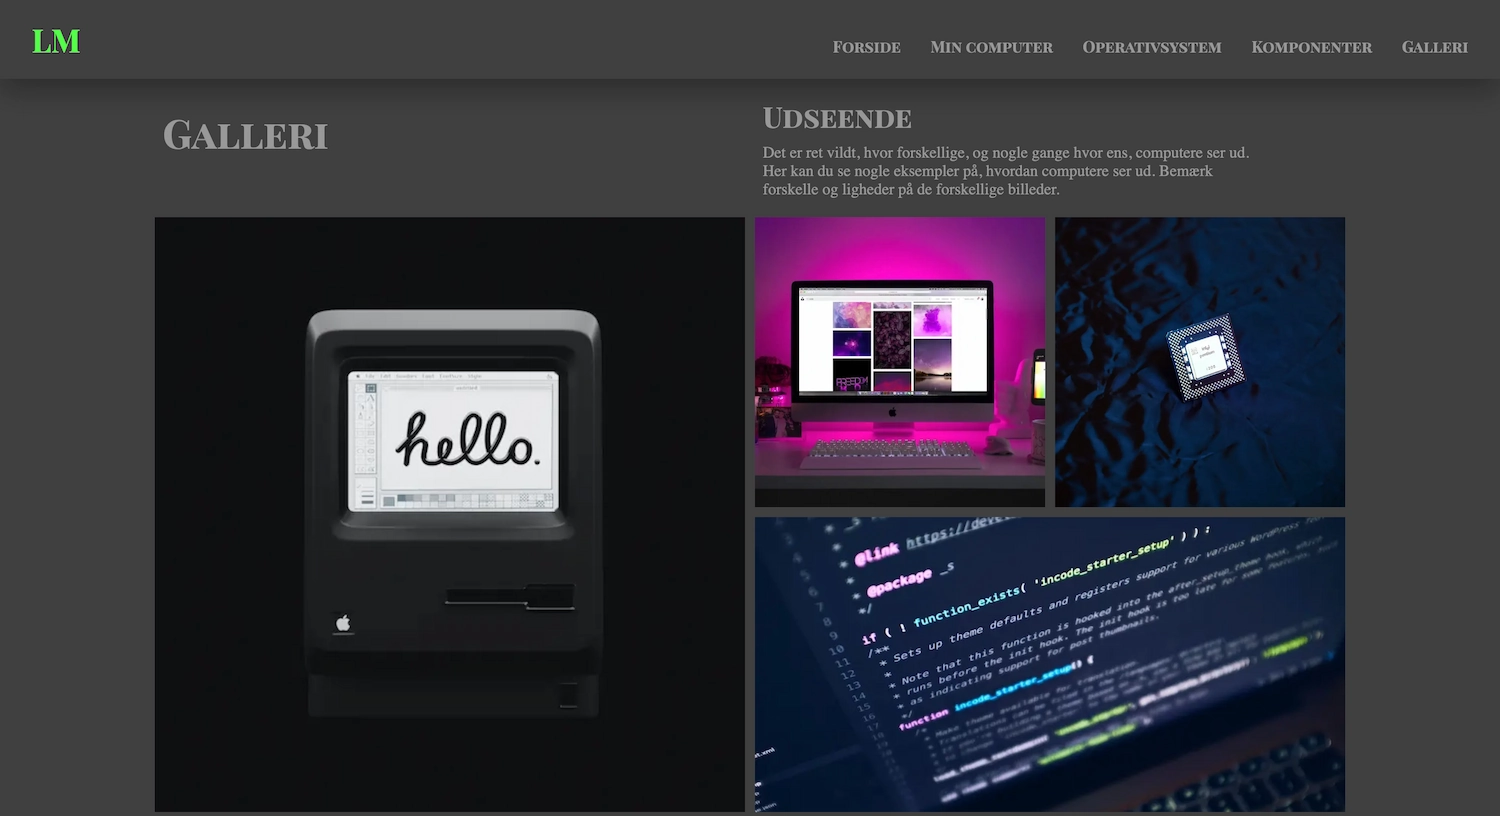 LM
Forside Min computer Operativsystem Komponenter Galleri
Galleri
Udseende
Det er ret vildt, hvor forskellige, og nogle gange hvor ens, computere ser ud.
Her kan du se nogle eksempler på, hvordan computere ser ud. Bemærk
forskelle og ligheder på de forskellige billeder.
hello.
* @link https://deve
*
* @package _s
*/
if ( ! function_exists( 'incode_starter_setup' ) ) :
/**
* Sets up theme defaults and registers support for various WordPress
*
* Note that this function is hooked into the after_setup_theme hook, which
* runs before the init hook. The init hook is too late for some features, such
* as indicating support for post thumbnails.
*/
function incode_starter_setup() {